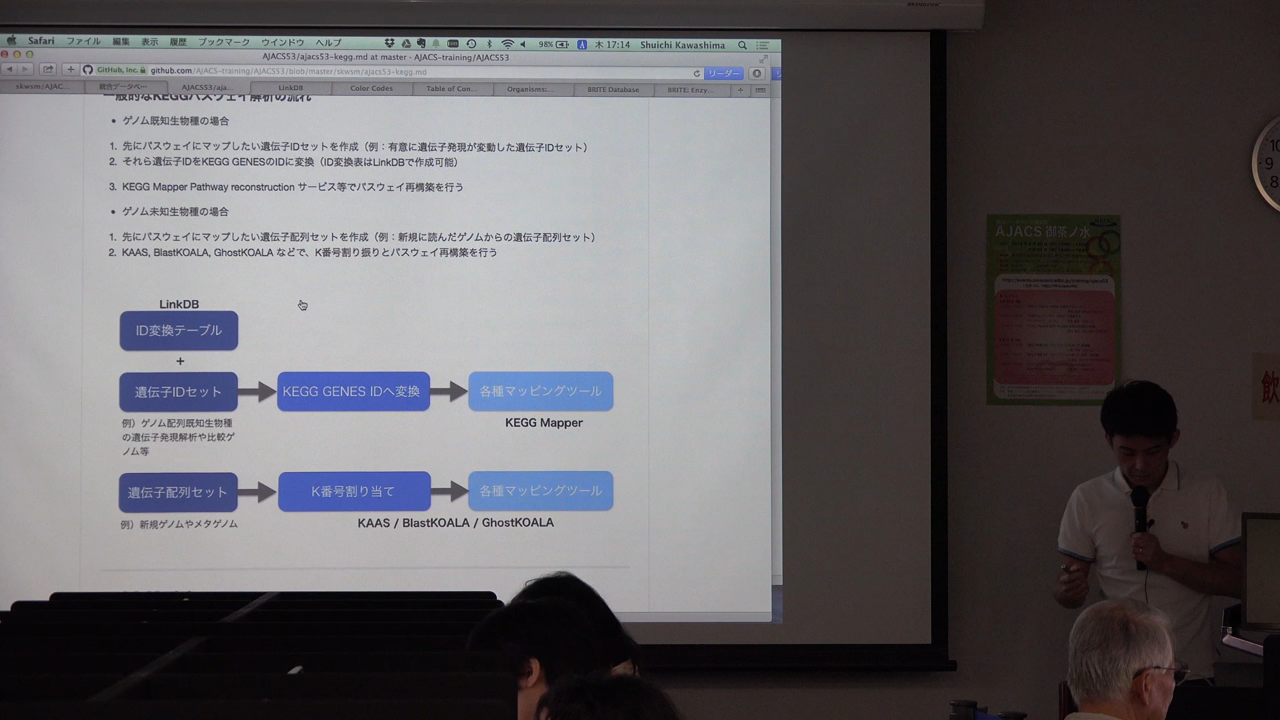 Safari ファイル 編集 表示 履歴 ブックマーク ウインドウ ヘルプ 98% 木 17:14 Shuichi Kawashima
AJACS53/ajacs53-kegg.md at master · AJACS-training/AJACS53
GitHub, Inc. github.com/AJACS-training/AJACS53/blob/master/skwsm/ajacs53-kegg.md リーダー
skwsm/AJAC... 統合データベー... AJACS53/aja... LinkDB Color Codes Table of Con... Organisms:... BRITE Database BRITE: Enzy...
一般的なKEGGパスウェイ解析の流れ
• ゲノム既知生物種の場合
1. 先にパスウェイにマップしたい遺伝子IDセットを作成（例：有意に遺伝子発現が変動した遺伝子IDセット）
2. それら遺伝子IDをKEGG GENESのIDに変換（ID変換表はLinkDBで作成可能）
3. KEGG Mapper Pathway reconstruction サービス等でパスウェイ再構築を行う
• ゲノム未知生物種の場合
1. 先にパスウェイにマップしたい遺伝子配列セットを作成（例：新規に読んだゲノムからの遺伝子配列セット）
2. KAAS, BlastKOALA, GhostKOALA などで、K番号割り振りとパスウェイ再構築を行う
LinkDB
ID変換テーブル
+
遺伝子IDセット
KEGG GENES IDへ変換
各種マッピングツール
例）ゲノム配列既知生物種
の遺伝子発現解析や比較ゲ
ノム等
KEGG Mapper
遺伝子配列セット
K番号割り当て
各種マッピングツール
例）新規ゲノムやメタゲノム
KAAS / BlastKOALA / GhostKOALA
AJACS 御茶ノ水
10
9
8
飲